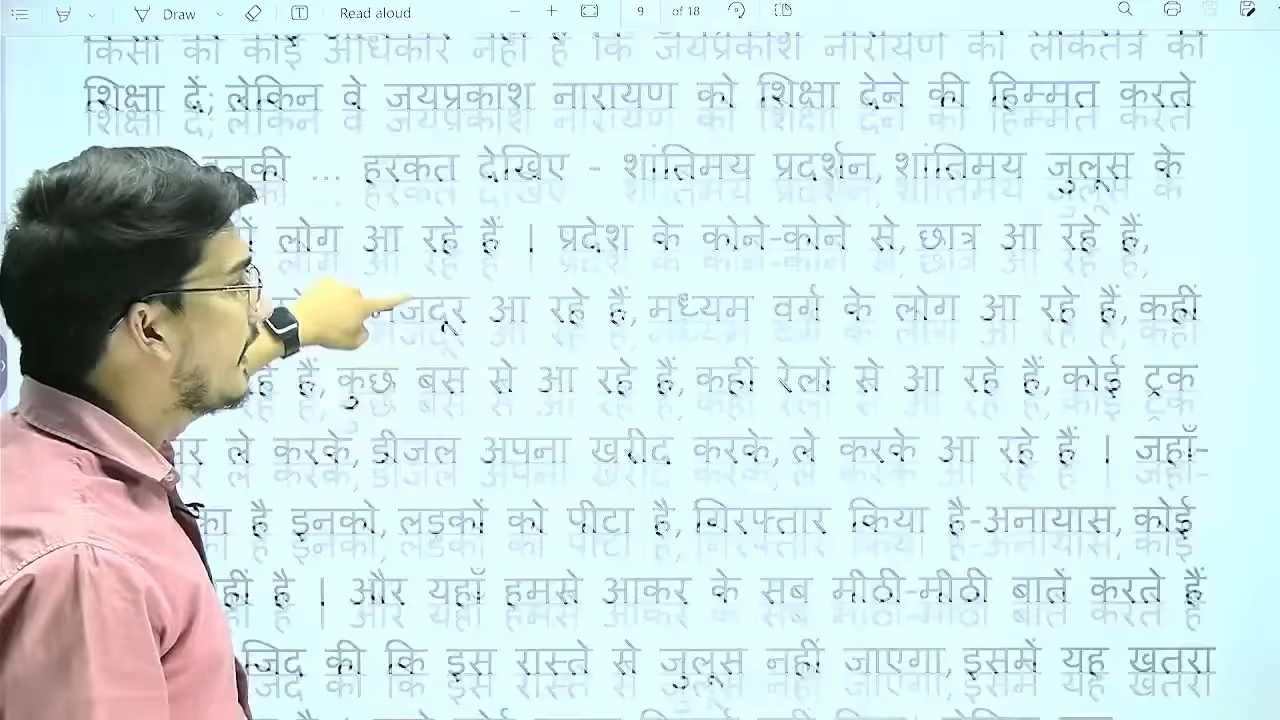 Draw Read aloud 9 of 18
किसी को कोई अधिकार नहीं है कि जयप्रकाश नारायण को लोकतंत्र की
शिक्षा दें; लेकिन वे जयप्रकाश नारायण को शिक्षा देने की हिम्मत करते
हरकत देखिए - शांतिमय प्रदर्शन, शांतिमय जुलूस के
लोग आ रहे हैं | प्रदेश के कोने-कोने से, छात्र आ रहे हैं,
आ रहे हैं, मध्यम वर्ग के लोग आ रहे हैं, कहीं
हैं, कुछ बस से आ रहे हैं, कहीं रेलों से आ रहे हैं, कोई ट्रक
ले करके, डीजल अपना खरीद करके, ले करके आ रहे हैं | जहाँ-
है इनको, लड़कों को पीटा है, गिरफ्तार किया है-अनायास, कोई
है | और यहाँ हमसे आकर के सब मीठी-मीठी बातें करते हैं
जिद की कि इस रास्ते से जुलूस नहीं जाएगा, इसमें यह खतरा